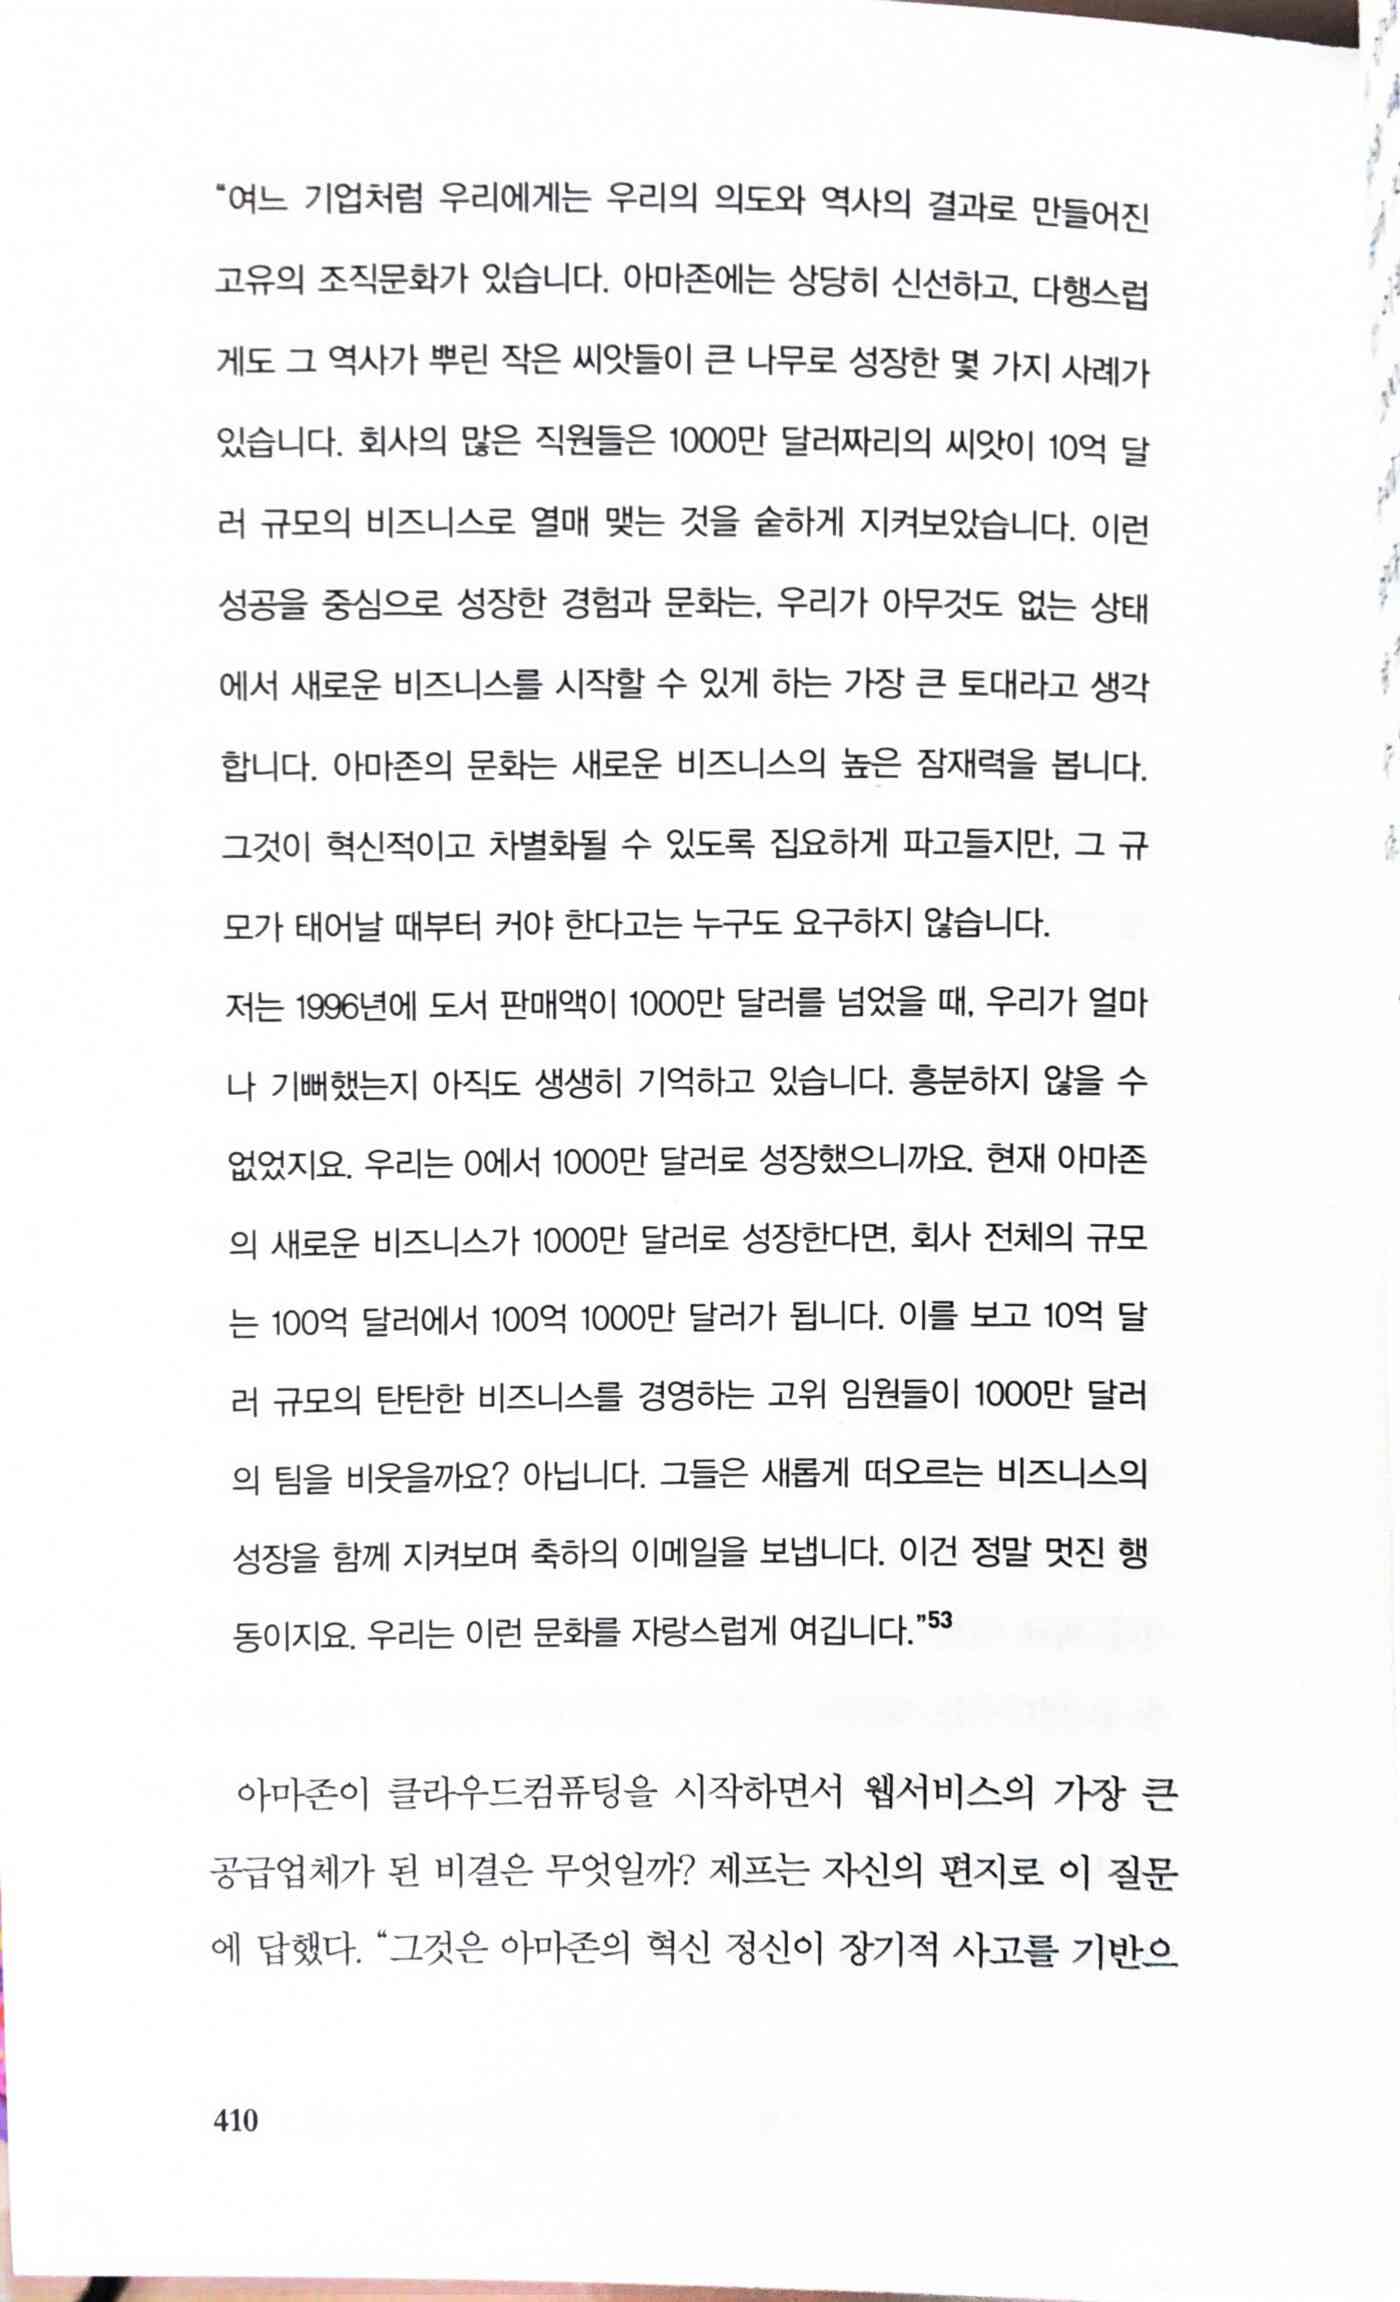 “여느 기업처럼 우리에게는 우리의 의도와 역사의 결과로 만들어진
고유의 조직문화가 있습니다. 아마존에는 상당히 신선하고, 다행스럽
게도 그 역사가 뿌린 작은 씨앗들이 큰 나무로 성장한 몇 가지 사례가
있습니다. 회사의 많은 직원들은 1000만 달러짜리의 씨앗이 10억 달
러 규모의 비즈니스로 열매 맺는 것을 숱하게 지켜보았습니다. 이런
성공을 중심으로 성장한 경험과 문화는, 우리가 아무것도 없는 상태
에서 새로운 비즈니스를 시작할 수 있게 하는 가장 큰 토대라고 생각
합니다. 아마존의 문화는 새로운 비즈니스의 높은 잠재력을 봅니다.
그것이 혁신적이고 차별화될 수 있도록 집요하게 파고들지만, 그 규
모가 태어날 때부터 커야 한다고는 누구도 요구하지 않습니다.
저는 1996년에 도서 판매액이 1000만 달러를 넘었을 때, 우리가 얼마
나 기뻐했는지 아직도 생생히 기억하고 있습니다. 흥분하지 않을 수
없었지요. 우리는 0에서 1000만 달러로 성장했으니까요. 현재 아마존
의 새로운 비즈니스가 1000만 달러로 성장한다면, 회사 전체의 규모
는 100억 달러에서 100억 1000만 달러가 됩니다. 이를 보고 10억 달
러 규모의 탄탄한 비즈니스를 경영하는 고위 임원들이 1000만 달러
의 팀을 비웃을까요? 아닙니다. 그들은 새롭게 떠오르는 비즈니스의
성장을 함께 지켜보며 축하의 이메일을 보냅니다. 이건 정말 멋진 행
동이지요. 우리는 이런 문화를 자랑스럽게 여깁니다.”53
아마존이 클라우드컴퓨팅을 시작하면서 웹서비스의 가장 큰
공급업체가 된 비결은 무엇일까? 제프는 자신의 편지로 이 질문
에 답했다. “그것은 아마존의 혁신 정신이 장기적 사고를 기반으
410